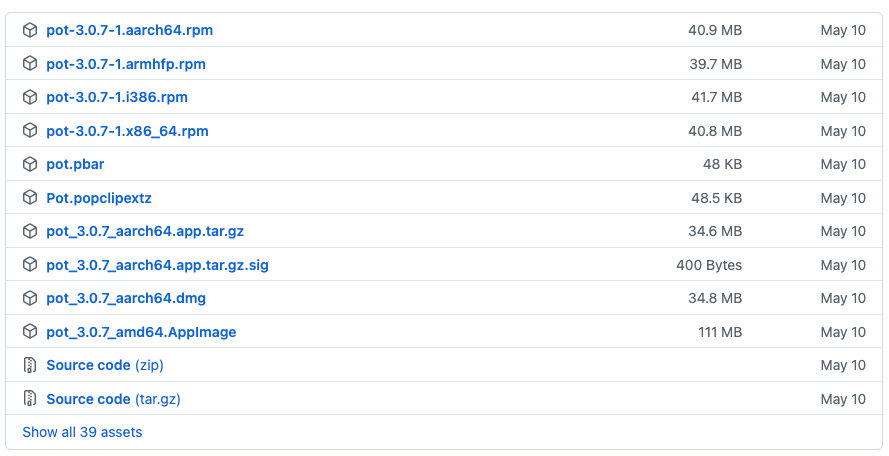 pot-3.0.7-1.aarch64.rpm 40.9 MB May 10
pot-3.0.7-1.armhfp.rpm 39.7 MB May 10
pot-3.0.7-1.i386.rpm 41.7 MB May 10
pot-3.0.7-1.x86_64.rpm 40.8 MB May 10
pot.pbar 48 KB May 10
Pot.popclipextz 48.5 KB May 10
pot_3.0.7_aarch64.app.tar.gz 34.6 MB May 10
pot_3.0.7_aarch64.app.tar.gz.sig 400 Bytes May 10
pot_3.0.7_aarch64.dmg 34.8 MB May 10
pot_3.0.7_amd64.AppImage 111 MB May 10
Source code (zip) May 10
Source code (tar.gz) May 10
Show all 39 assets